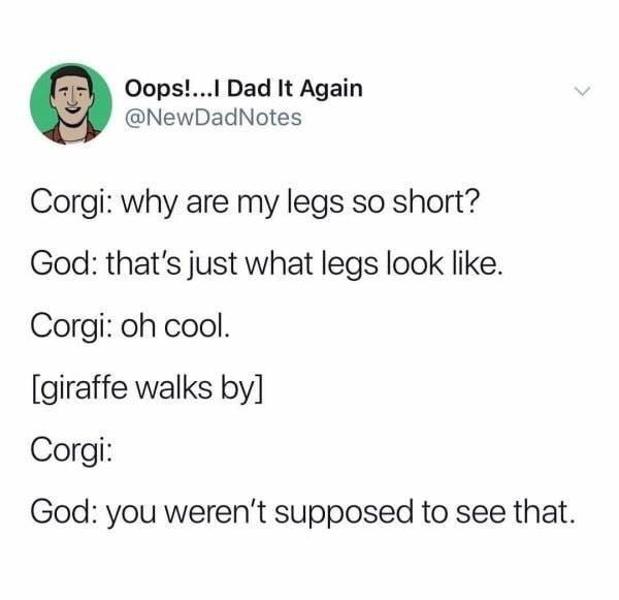 Oops!...I Dad It Again
@NewDadNotes
Corgi: why are my legs so short?
God: that's just what legs look like.
Corgi: oh cool.
[giraffe walks by]
Corgi:
God: you weren't supposed to see that.